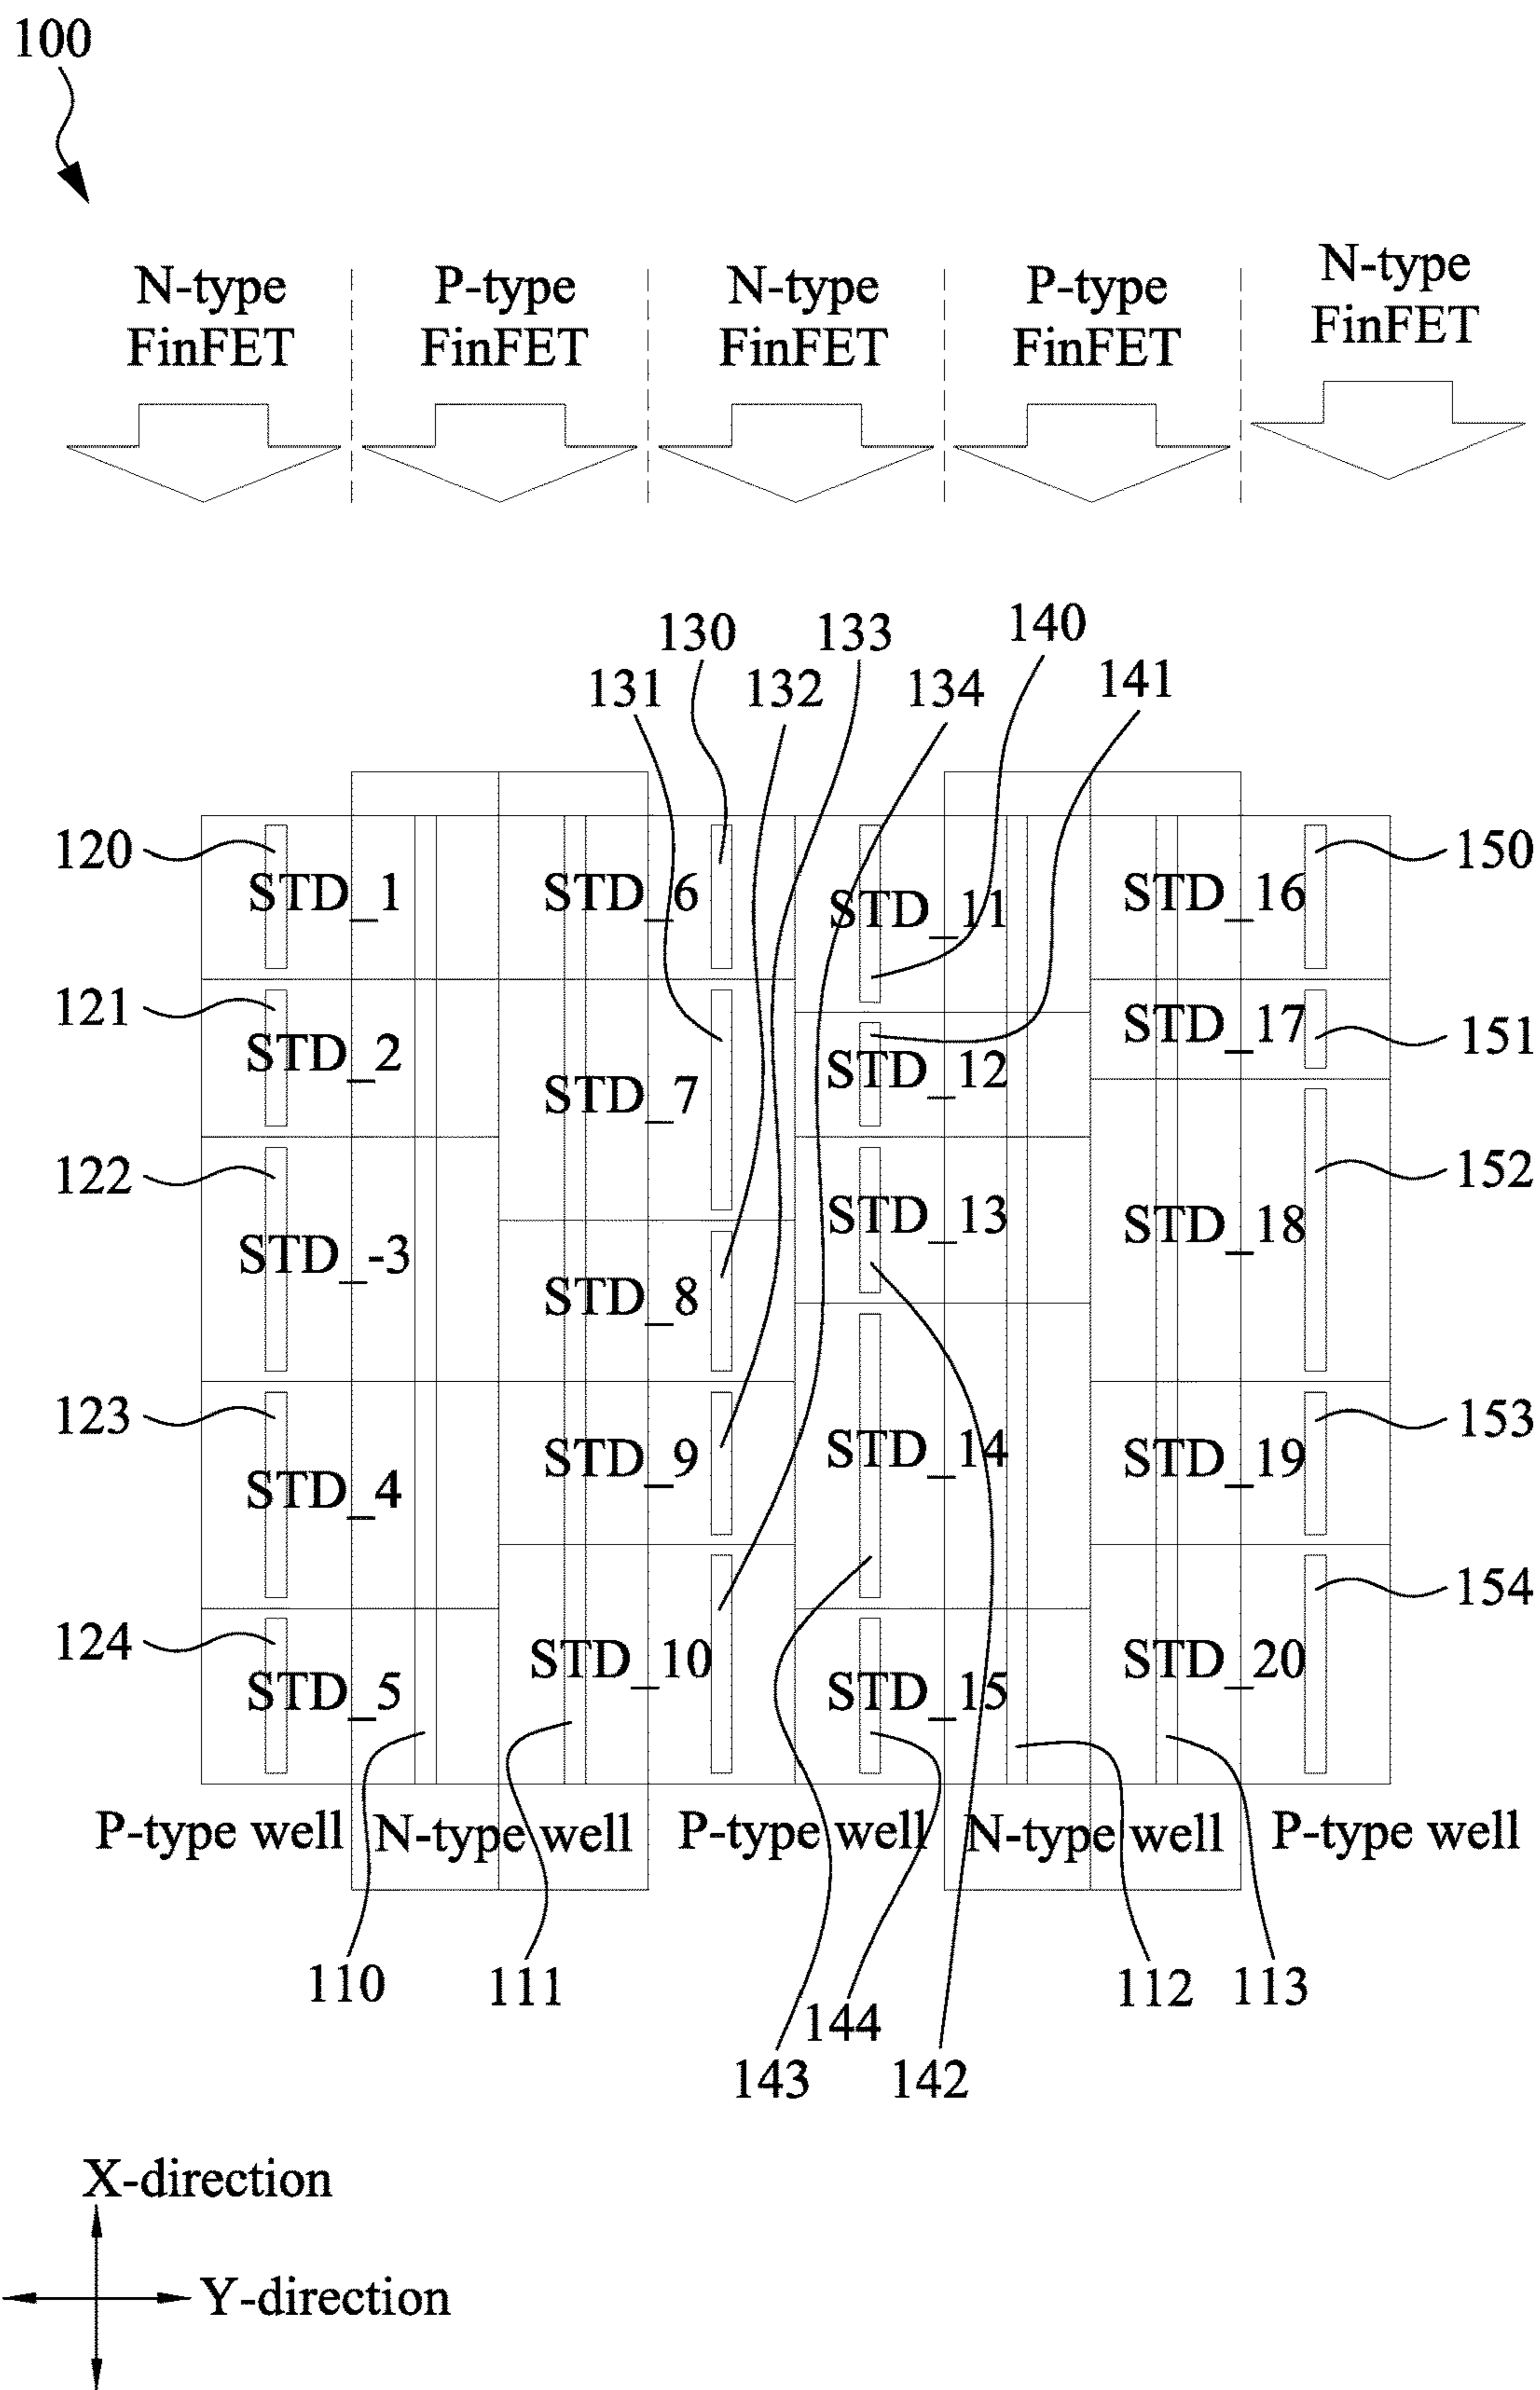 100
N-type
FinFET
P-type
FinFET
N-type
FinFET
P-type
FinFET
N-type
FinFET
130
133
140
131
132
134
141
120
STD_1
STD_6
STD_11
STD_16
150
121
STD_2
STD_7
STD_12
STD_17
151
122
STD_-3
STD_8
STD_13
STD_18
152
123
STD_4
STD_9
STD_14
STD_19
153
124
STD_5
STD_10
STD_15
STD_20
154
P-type well
N-type well
P-type well
N-type well
P-type well
110
111
112
113
144
143
142
X-direction
Y-direction